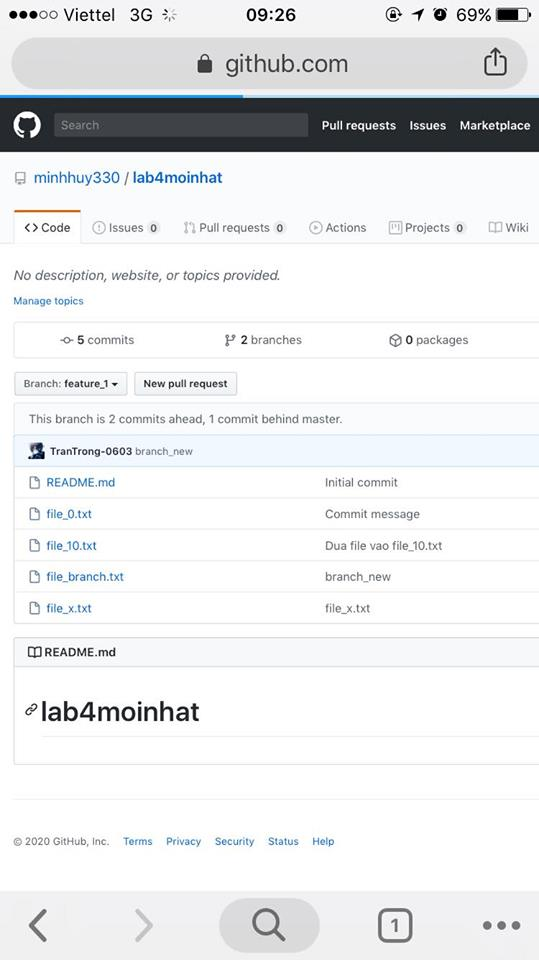 Viettel 3G 09:26 69%
github.com
Search Pull requests Issues Marketplace
minhhuy330 / lab4moinhat
Code Issues 0 Pull requests 0 Actions Projects 0 Wiki
No description, website, or topics provided.
Manage topics
5 commits 2 branches 0 packages
Branch: feature_1 New pull request
This branch is 2 commits ahead, 1 commit behind master.
TranTrong-0603 branch_new
README.md Initial commit
file_0.txt Commit message
file_10.txt Dua file vao file_10.txt
file_branch.txt branch_new
file_x.txt file_x.txt
README.md
lab4moinhat
© 2020 GitHub, Inc. Terms Privacy Security Status Help
1